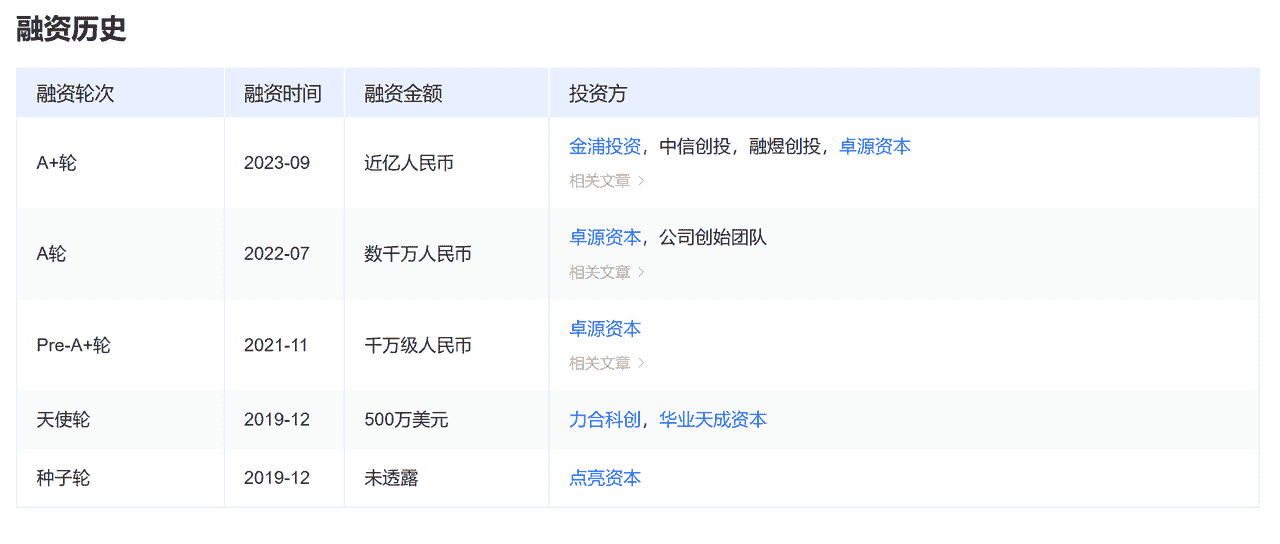 融资历史
融资轮次 融资时间 融资金额 投资方
A+轮 2023-09 近亿人民币 金浦投资，中信创投，融煜创投，卓源资本
相关文章 >
A轮 2022-07 数千万人民币 卓源资本，公司创始团队
相关文章 >
Pre-A+轮 2021-11 千万级人民币 卓源资本
相关文章 >
天使轮 2019-12 500万美元 力合科创，华业天成资本
种子轮 2019-12 未透露 点亮资本